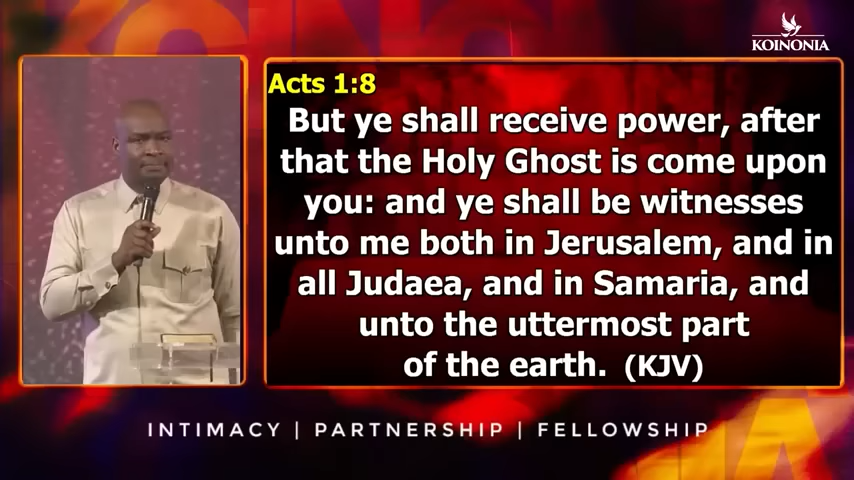 KOINONIA
Acts 1:8
But ye shall receive power, after
that the Holy Ghost is come upon
you: and ye shall be witnesses
unto me both in Jerusalem, and in
all Judaea, and in Samaria, and
unto the uttermost part
of the earth. (KJV)
INTIMACY | PARTNERSHIP | FELLOWSHIP